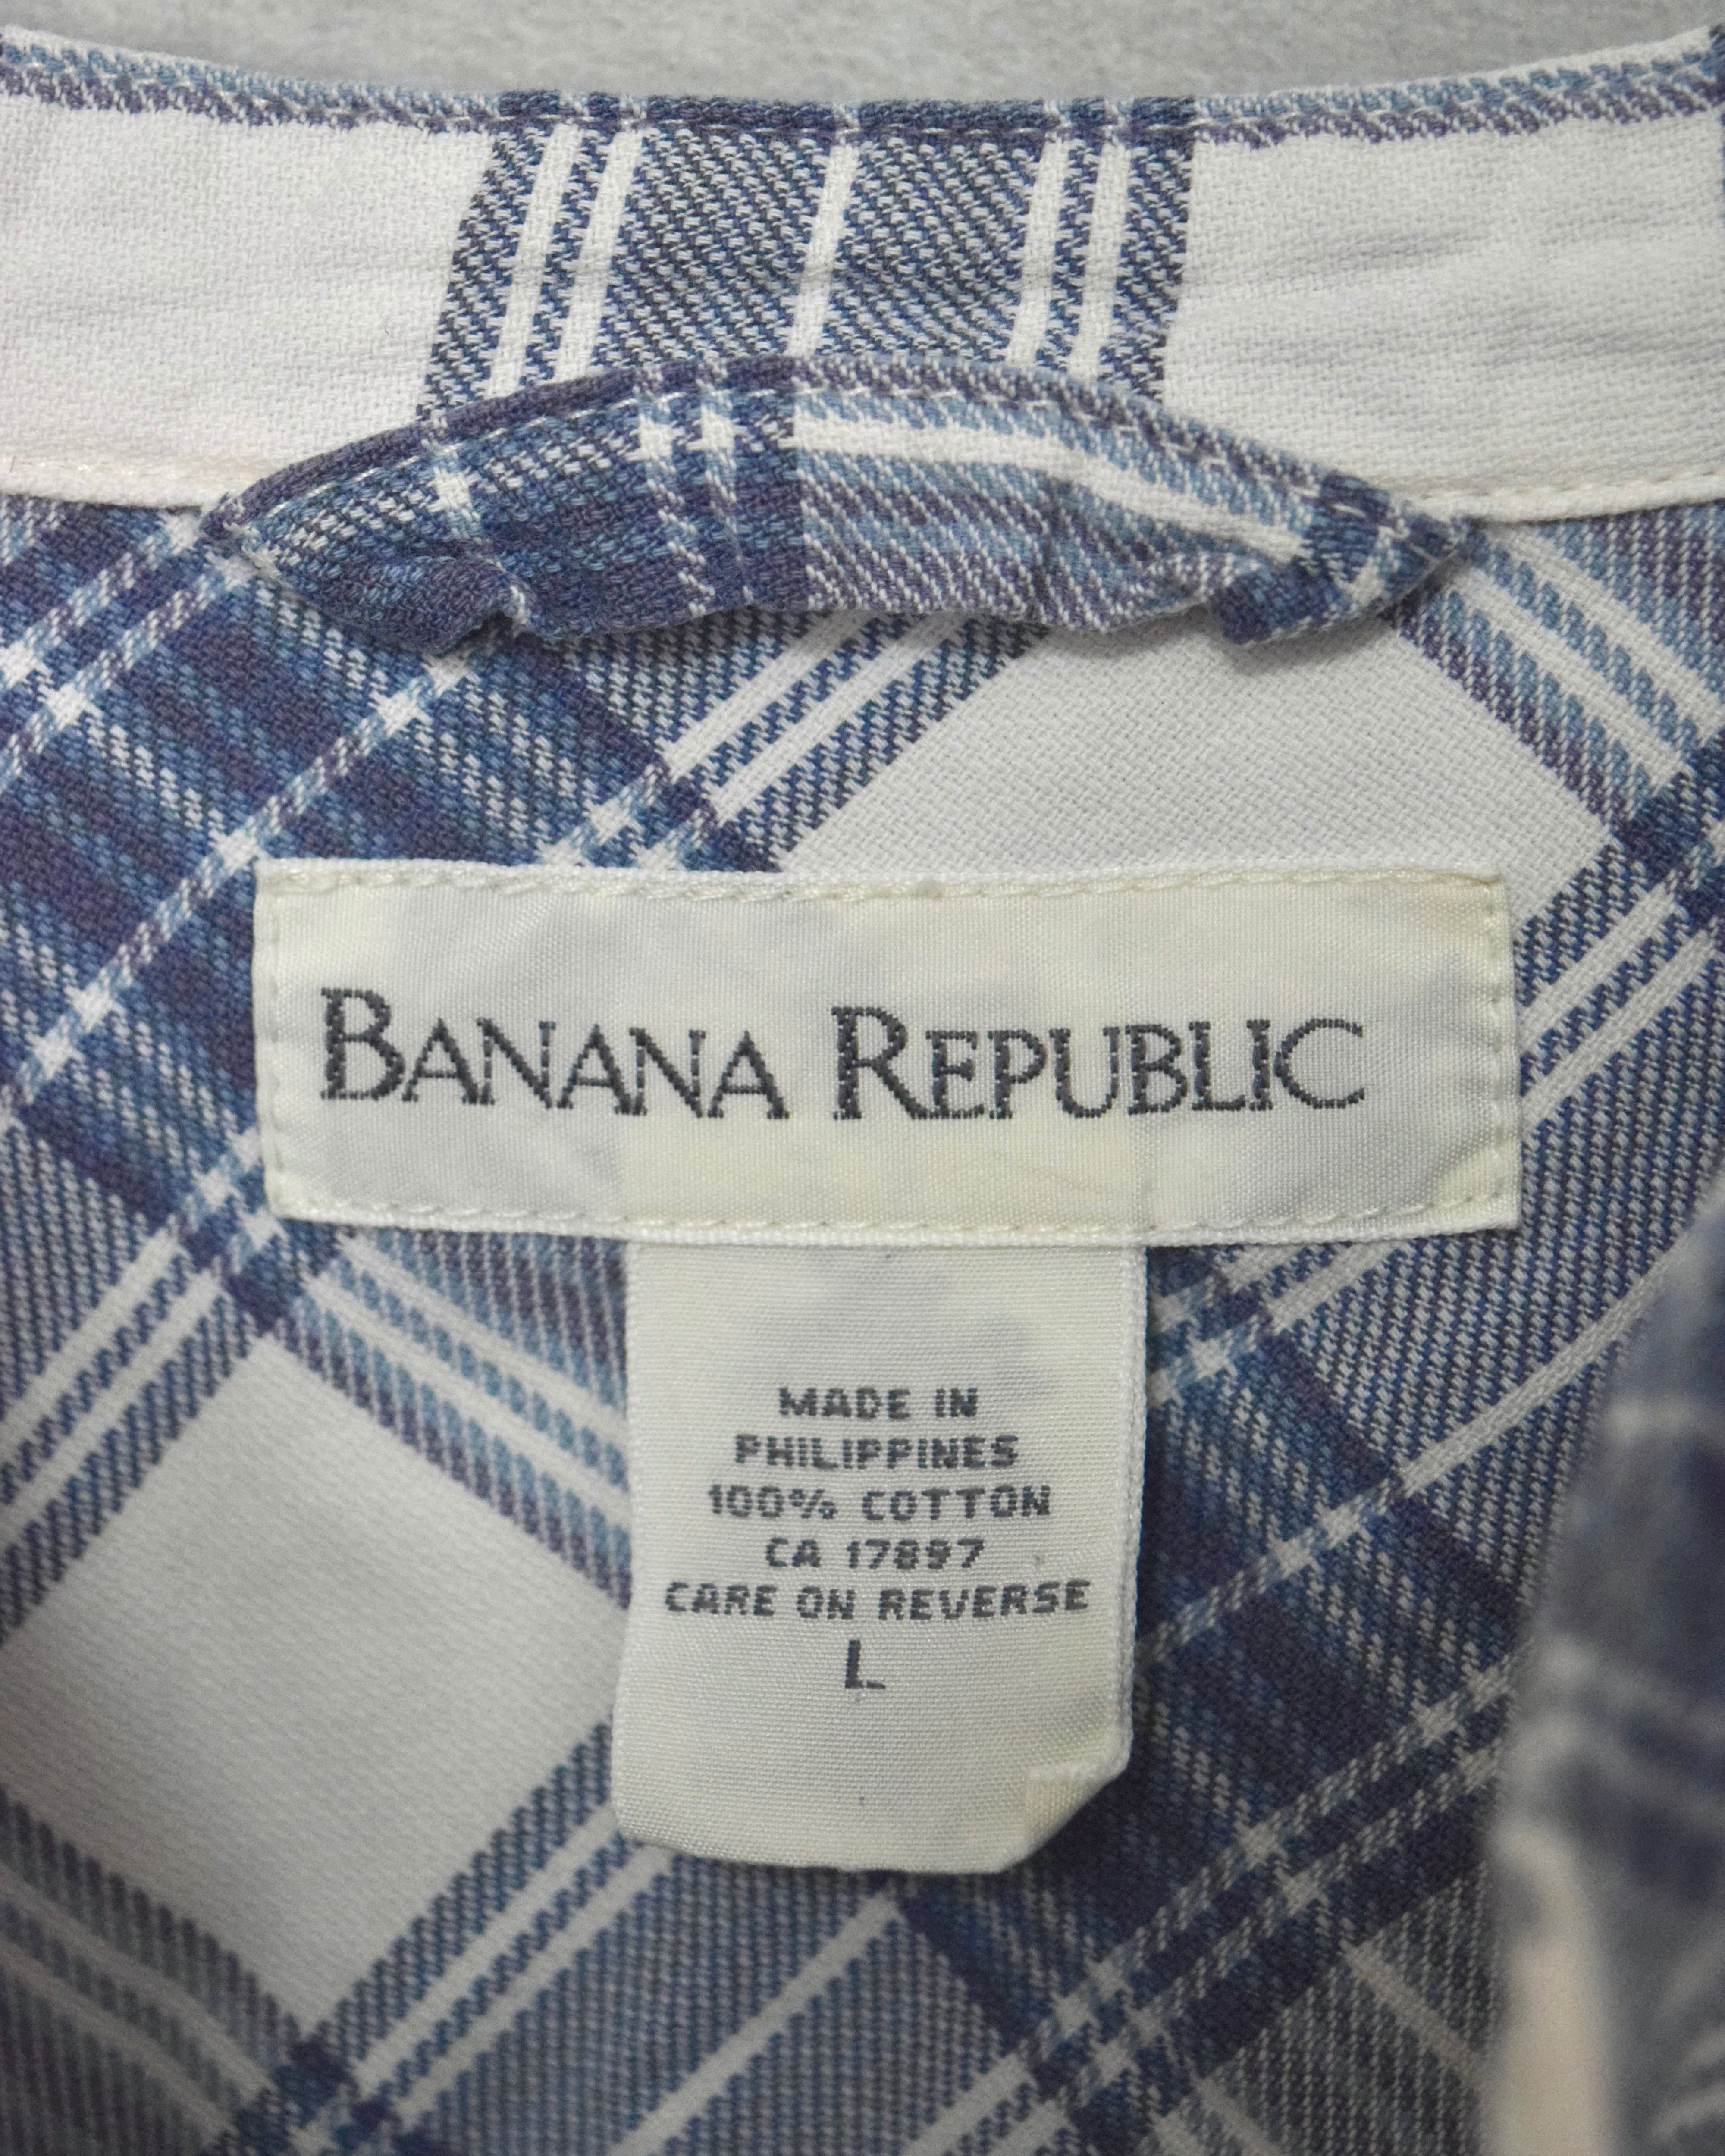 BANANA REPUBLIC
MADE IN
PHILIPPINES
100% COTTON
CA 17897
CARE ON REVERSE
L